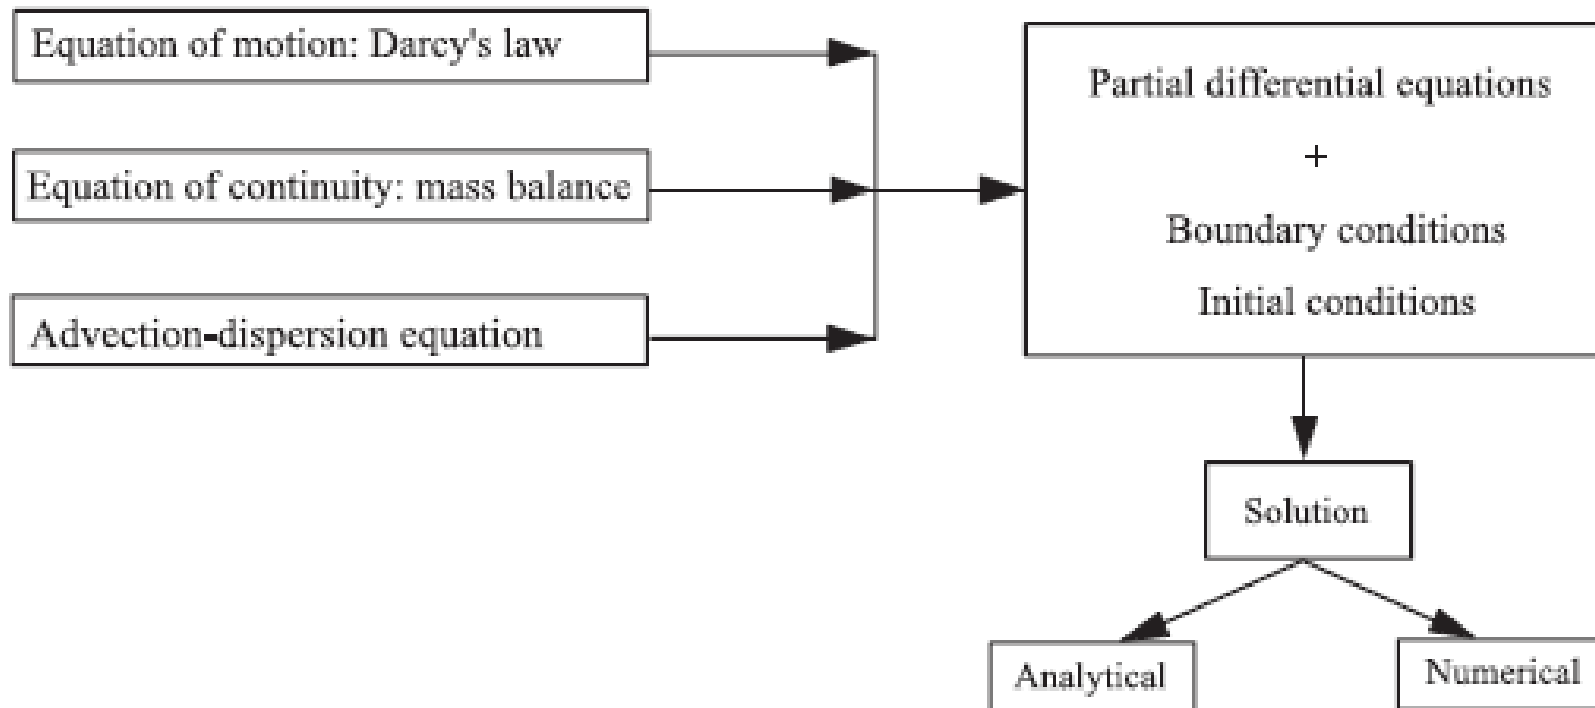 Equation of motion: Darcy's law
Equation of continuity: mass balance
Advection-dispersion equation
Partial differential equations
+
Boundary conditions
Initial conditions
Solution
Analytical
Numerical